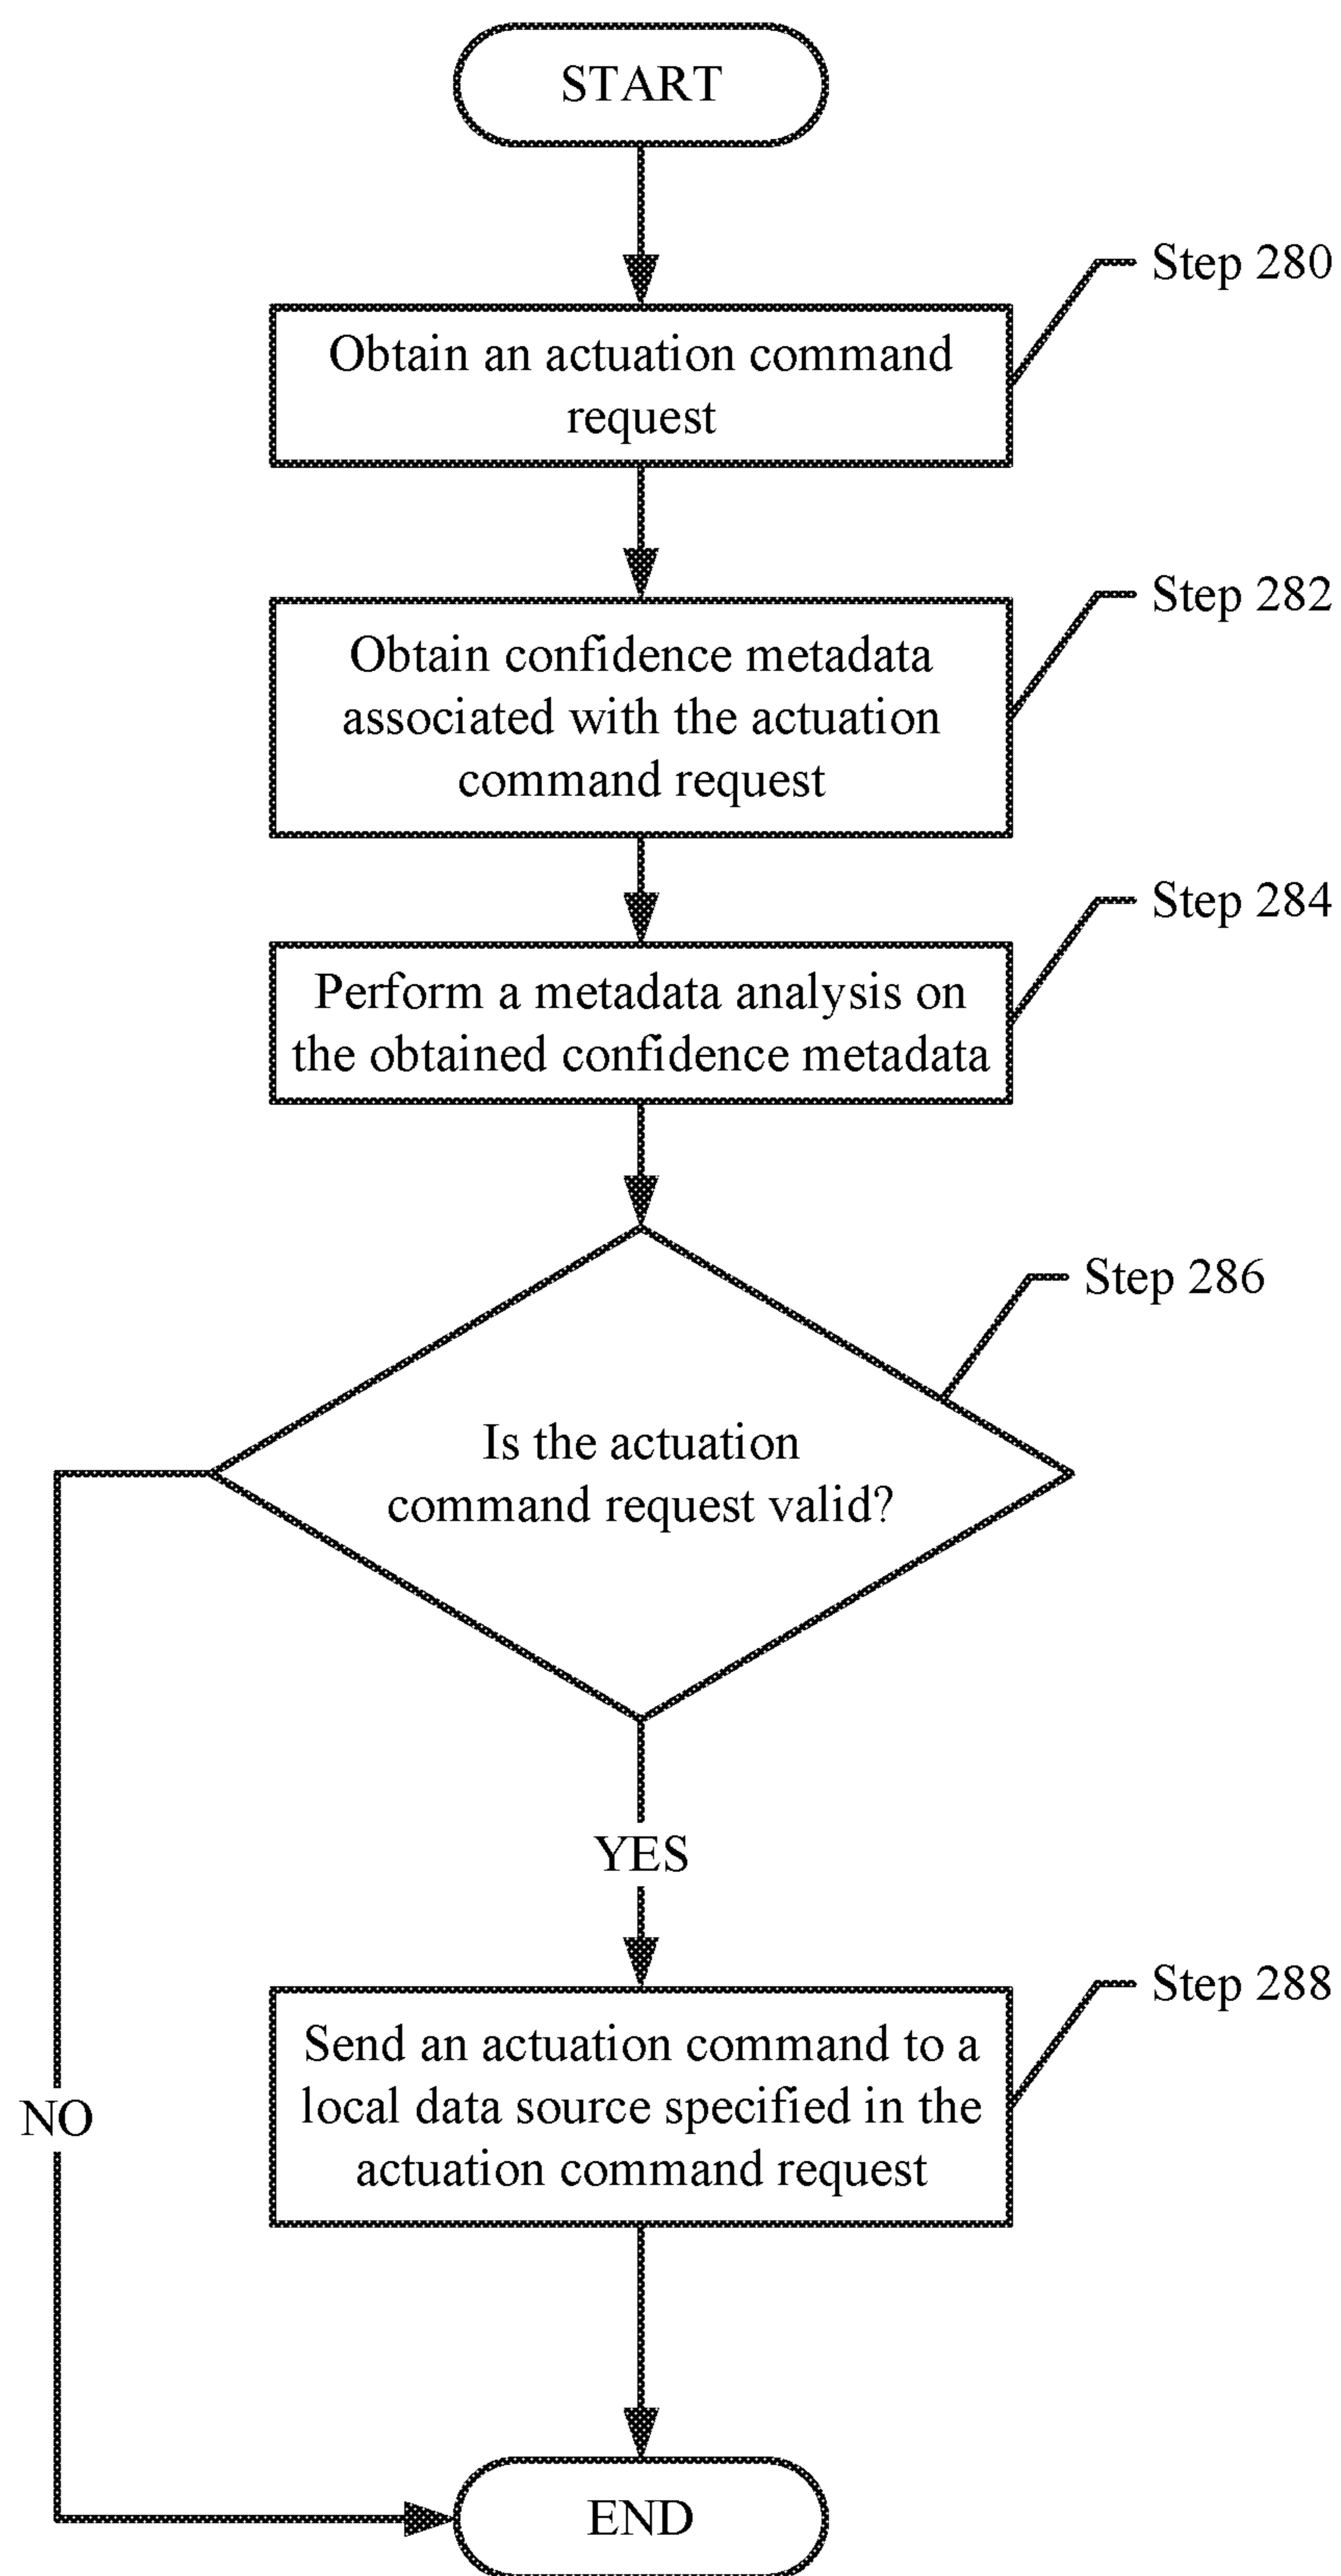 START
Step 280
Obtain an actuation command
request
Step 282
Obtain confidence metadata
associated with the actuation
command request
Step 284
Perform a metadata analysis on
the obtained confidence metadata
Step 286
Is the actuation
command request valid?
YES
Step 288
Send an actuation command to a
local data source specified in the
actuation command request
NO
END